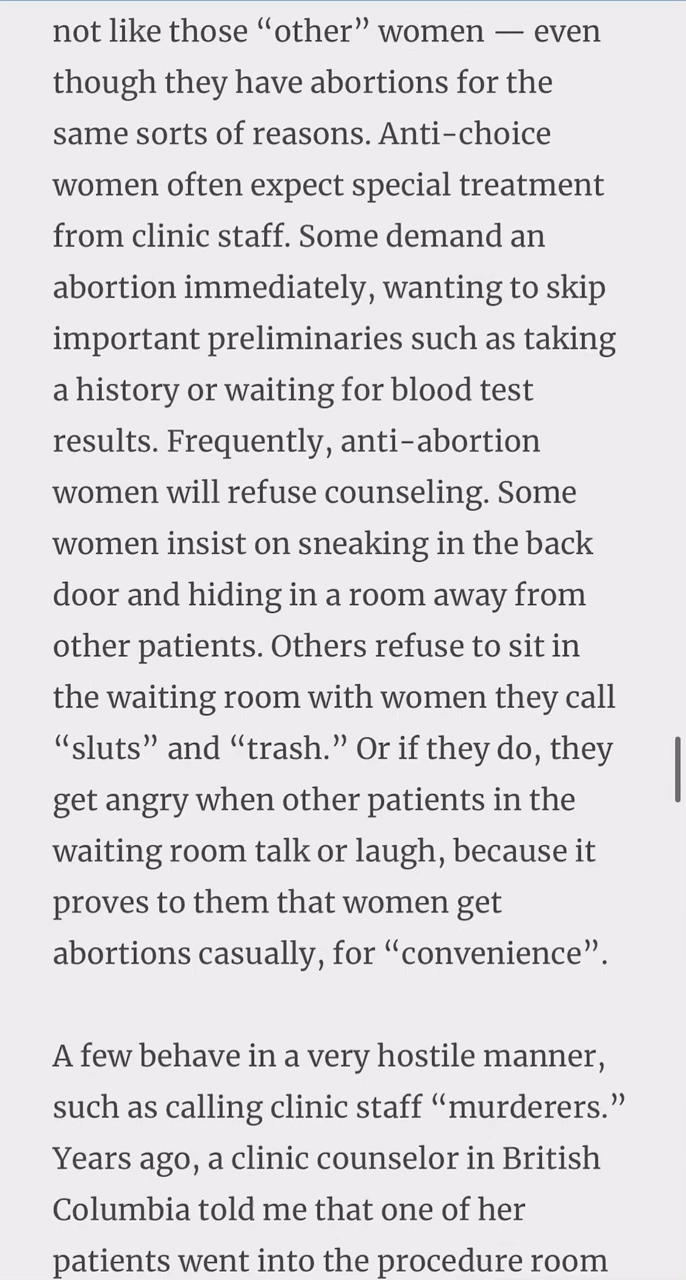 not like those “other” women — even
though they have abortions for the
same sorts of reasons. Anti-choice
women often expect special treatment
from clinic staff. Some demand an
abortion immediately, wanting to skip
important preliminaries such as taking
a history or waiting for blood test
results. Frequently, anti-abortion
women will refuse counseling. Some
women insist on sneaking in the back
door and hiding in a room away from
other patients. Others refuse to sit in
the waiting room with women they call
“sluts” and “trash.” Or if they do, they
get angry when other patients in the
waiting room talk or laugh, because it
proves to them that women get
abortions casually, for “convenience”.
A few behave in a very hostile manner,
such as calling clinic staff “murderers.”
Years ago, a clinic counselor in British
Columbia told me that one of her
patients went into the procedure room